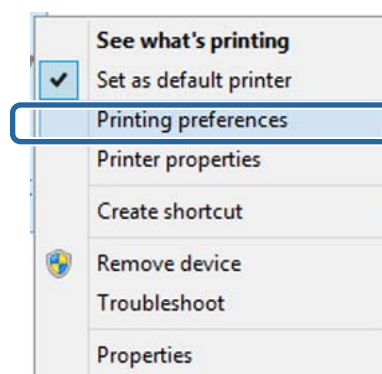 See what's printing
Set as default printer
Printing preferences
Printer properties
Create shortcut
Remove device
Troubleshoot
Properties